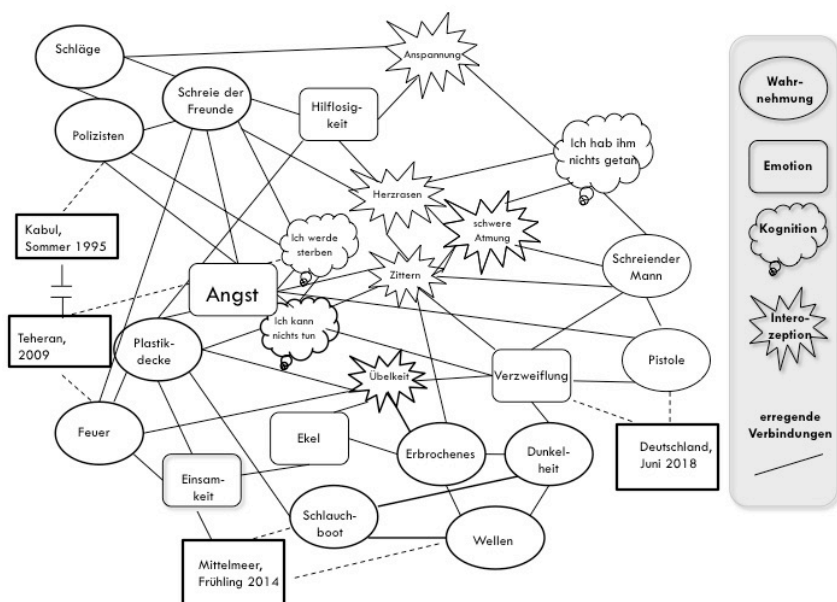 Schläge
Anspannung
Schreie der
Freunde
Hilflosig-
keit
Polizisten
Ich hab ihm
nichts getan
Herzrasen
Kabul,
Sommer 1995
Ich werde
sterben
schwere
Atmung
Schreiender
Mann
Zittern
Angst
Ich kann
nichts tun
Teheran,
2009
Plastik-
decke
Pistole
Übelkeit
Verzweiflung
Feuer
Ekel
Erbrochenes
Dunkel-
heit
Deutschland,
Juni 2018
Einsam-
keit
Schlauch-
boot
Wellen
Mittelmeer,
Frühling 2014
Wahr-
nehmung
Emotion
Kognition
Intero-
zeption
erregende
Verbindungen